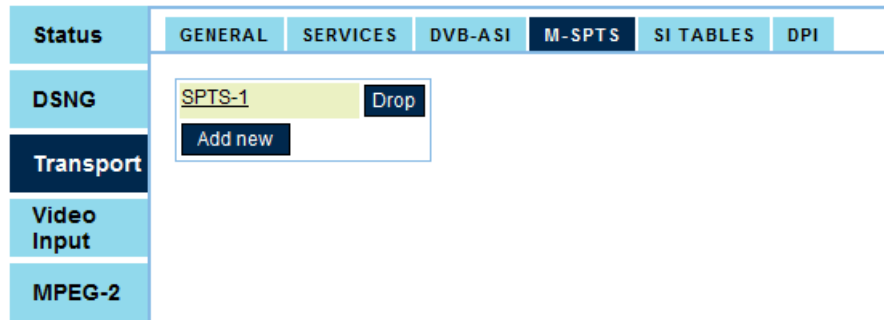 Status
GENERAL SERVICES DVB-ASI M-SPTS SI TABLES DPI
DSNG
SPTS-1 Drop
Add new
Transport
Video
Input
MPEG-2